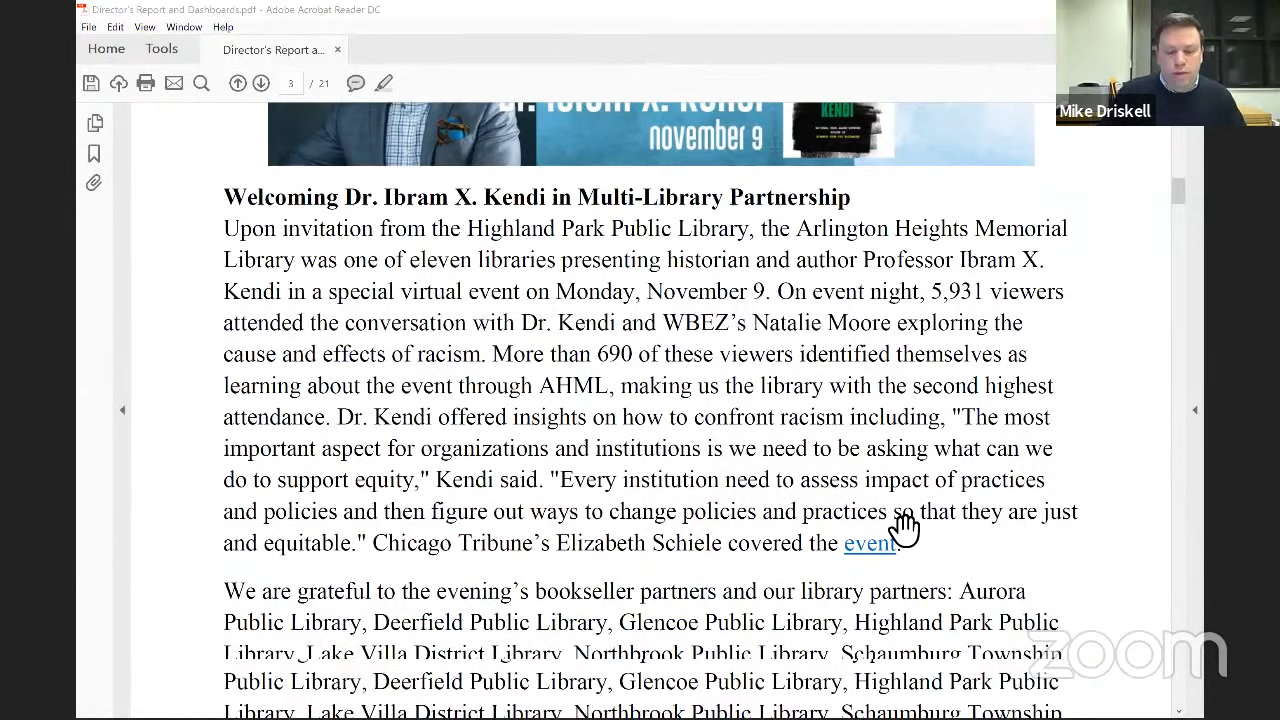 Director's Report and Dashboards.pdf - Adobe Acrobat Reader DC
File Edit View Window Help
Home Tools Director's Report a... ×
3 / 21
Mike Driskell
KENDI
november 9
Welcoming Dr. Ibram X. Kendi in Multi-Library Partnership
Upon invitation from the Highland Park Public Library, the Arlington Heights Memorial
Library was one of eleven libraries presenting historian and author Professor Ibram X.
Kendi in a special virtual event on Monday, November 9. On event night, 5,931 viewers
attended the conversation with Dr. Kendi and WBEZ’s Natalie Moore exploring the
cause and effects of racism. More than 690 of these viewers identified themselves as
learning about the event through AHML, making us the library with the second highest
attendance. Dr. Kendi offered insights on how to confront racism including, "The most
important aspect for organizations and institutions is we need to be asking what can we
do to support equity," Kendi said. "Every institution need to assess impact of practices
and policies and then figure out ways to change policies and practices so that they are just
and equitable." Chicago Tribune’s Elizabeth Schiele covered the event.
We are grateful to the evening’s bookseller partners and our library partners: Aurora
Public Library, Deerfield Public Library, Glencoe Public Library, Highland Park Public
Library, Lake Villa District Library, Northbrook Public Library, Schaumburg Township
Public Library, Deerfield Public Library, Glencoe Public Library, Highland Park Public
Library, Lake Villa District Library, Northbrook Public Library, Schaumburg Township
zoom